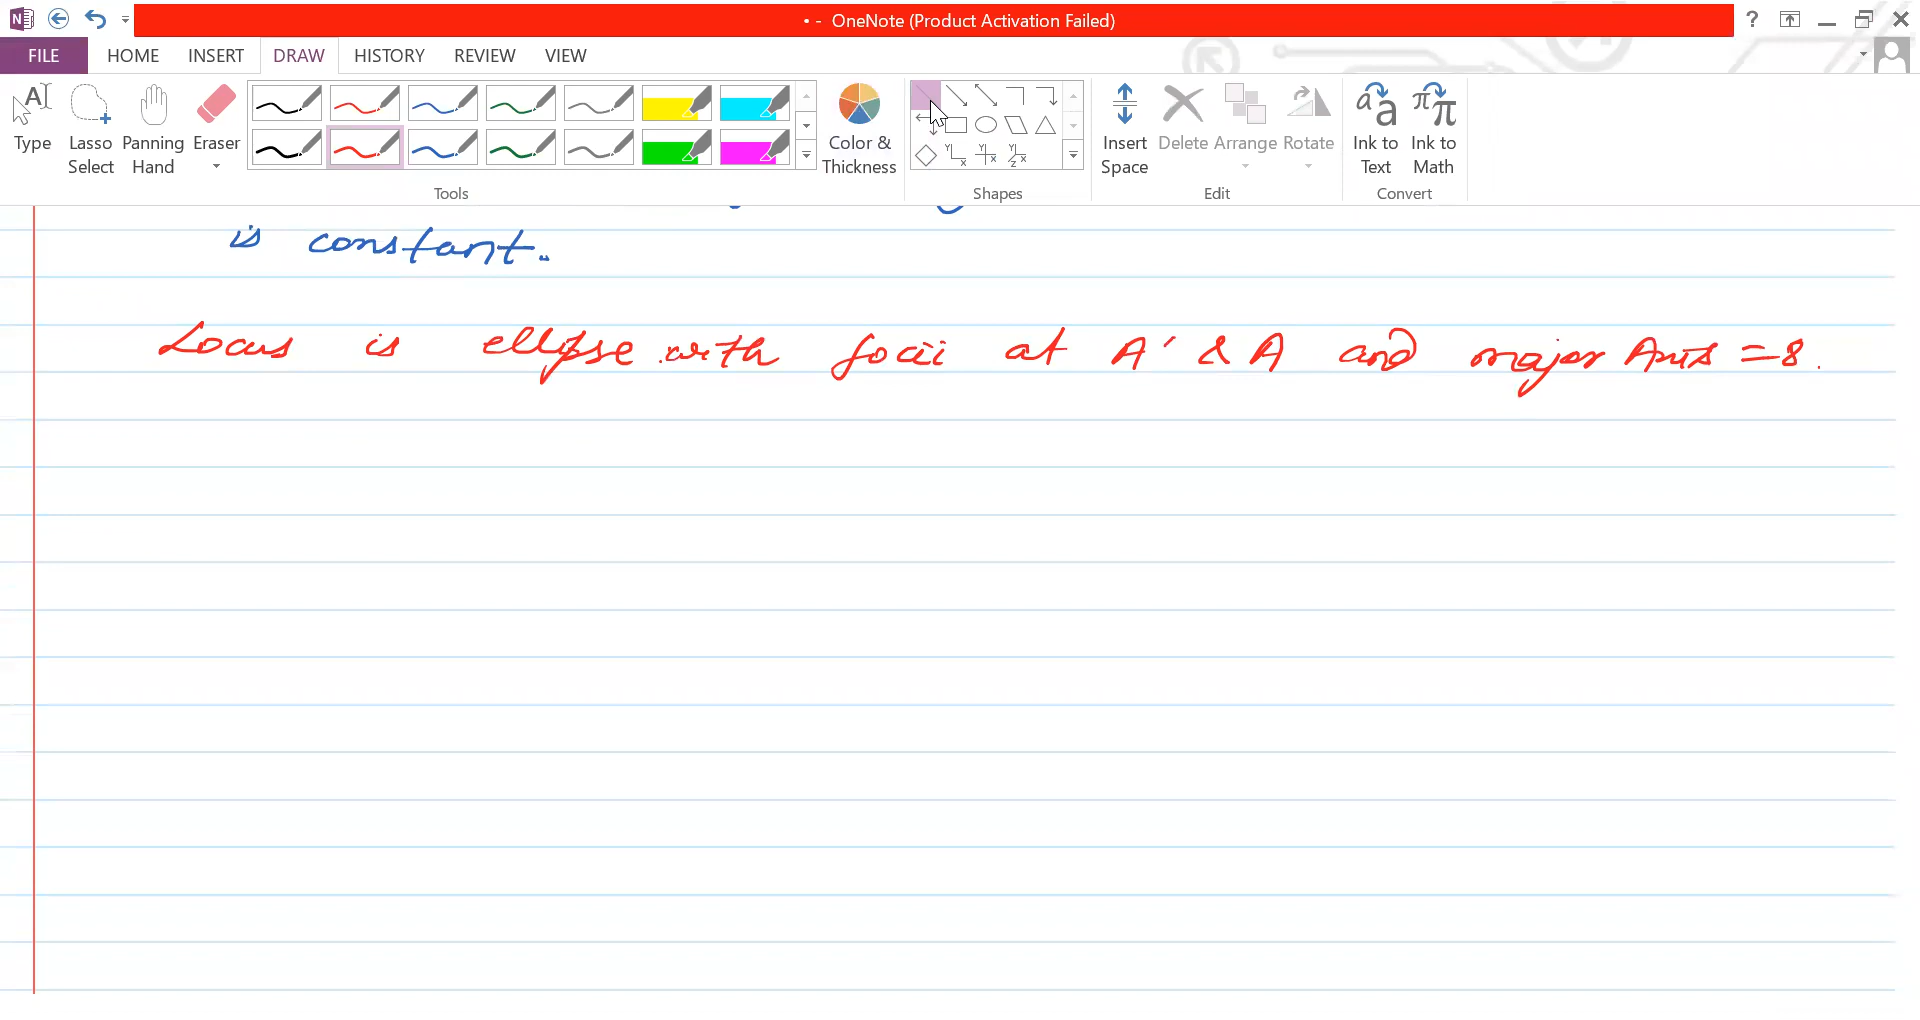 OneNote (Product Activation Failed)
FILE HOME INSERT DRAW HISTORY REVIEW VIEW
Type Lasso Select Panning Hand Eraser Color & Thickness Insert Space Delete Arrange Rotate Ink to Text Ink to Math
Tools Shapes Edit Convert
is constant.
Locus is ellipse with focii at A' & A and major Axis = 8.